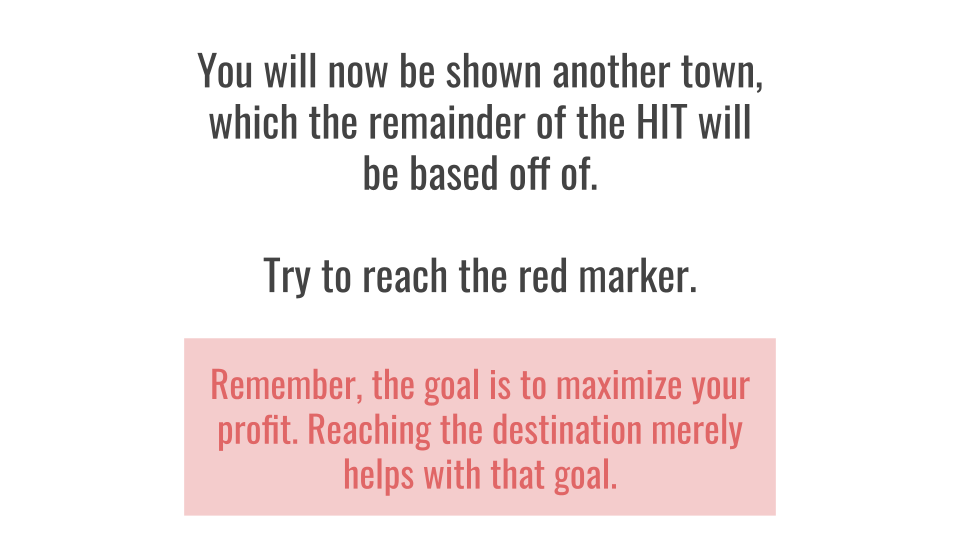 You will now be shown another town,
which the remainder of the HIT will
be based off of.
Try to reach the red marker.
Remember, the goal is to maximize your
profit. Reaching the destination merely
helps with that goal.